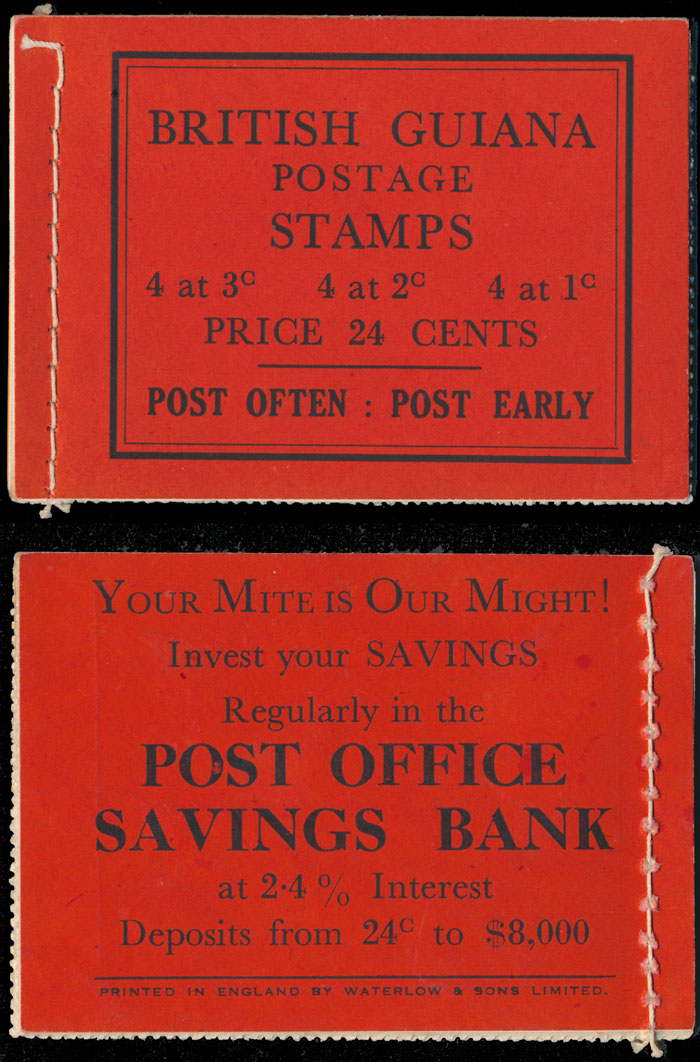 BRITISH GUIANA
POSTAGE
STAMPS
4 at 3ᶜ 4 at 2ᶜ 4 at 1ᶜ
PRICE 24 CENTS
POST OFTEN : POST EARLY
YOUR MITE IS OUR MIGHT!
Invest your SAVINGS
Regularly in the
POST OFFICE
SAVINGS BANK
at 2·4 % Interest
Deposits from 24ᶜ to $8,000
PRINTED IN ENGLAND BY WATERLOW & SONS LIMITED.